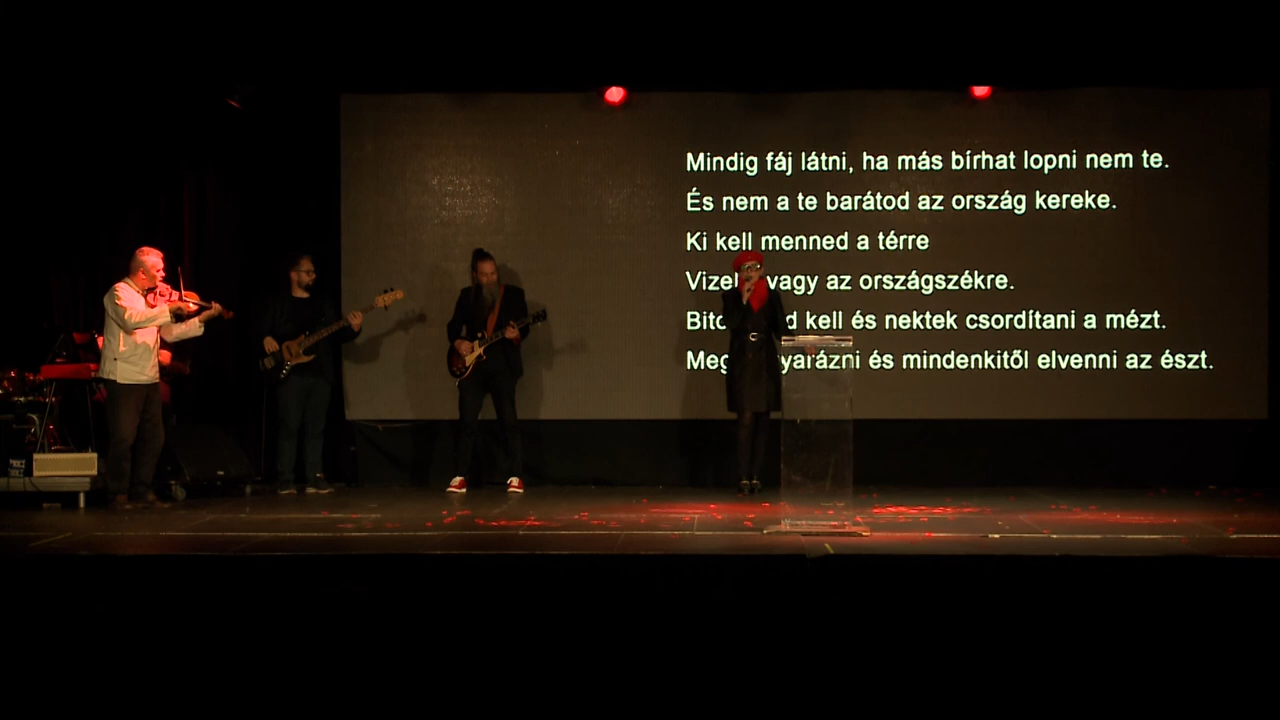 Mindig fáj látni, ha más bírhat lopni nem te.
És nem a te barátod az ország kereke.
Ki kell menned a térre
vagy az országszékre.
kell és nektek csordítani a mézt.
és mindenkitől elvenni az észt.